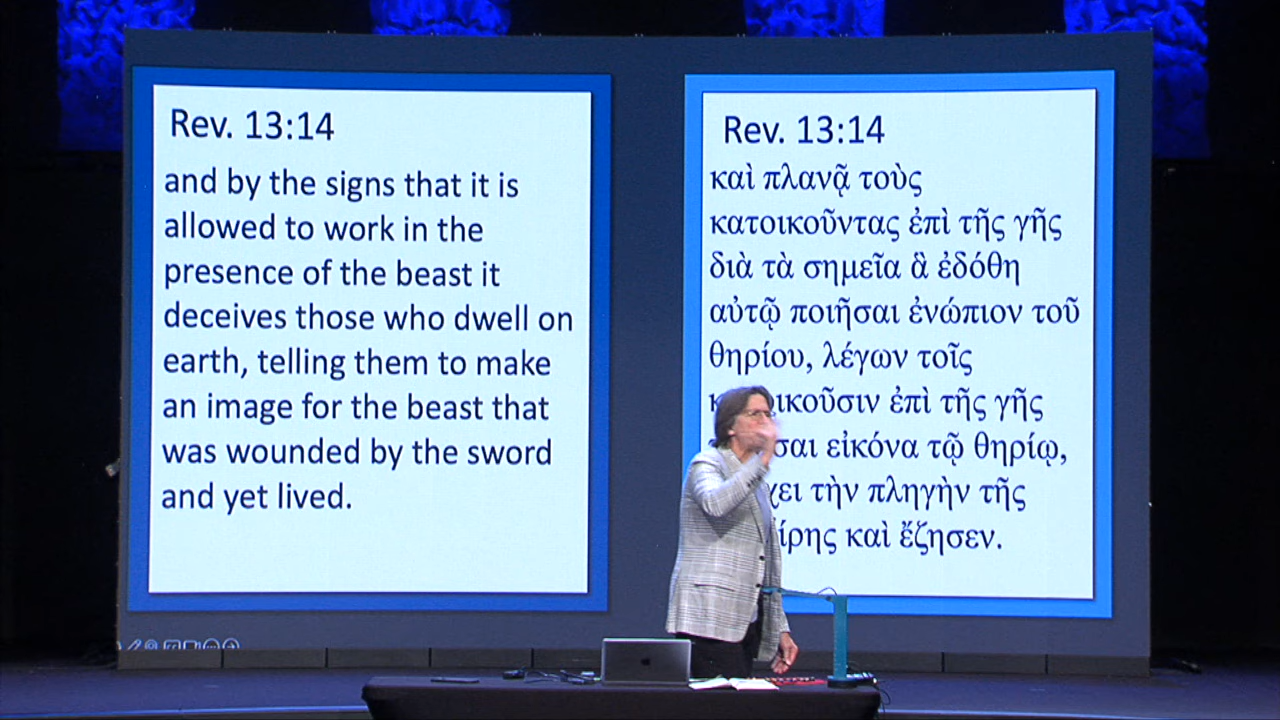 Rev. 13:14
and by the signs that it is
allowed to work in the
presence of the beast it
deceives those who dwell on
earth, telling them to make
an image for the beast that
was wounded by the sword
and yet lived.
Rev. 13:14
καὶ πλανᾷ τοὺς
κατοικοῦντας ἐπὶ τῆς γῆς
διὰ τὰ σημεῖα ἃ ἐδόθη
αὐτῷ ποιῆσαι ἐνώπιον τοῦ
θηρίου, λέγων τοῖς
ἐπὶ τῆς γῆς
εἰκόνα τῷ θηρίῳ,
τὴν πληγὴν τῆς
καὶ ἔζησεν.